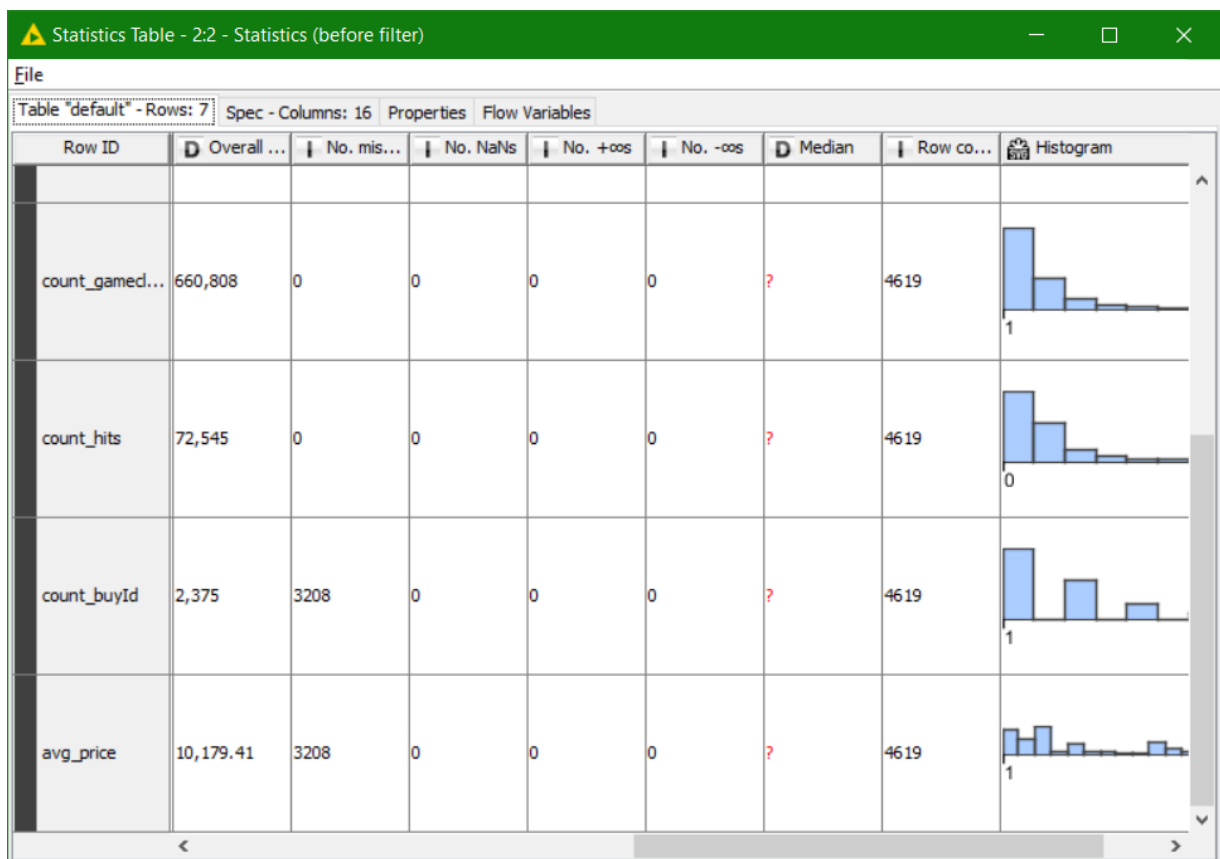 Statistics Table - 2:2 - Statistics (before filter)
File
Table "default" - Rows: 7 Spec - Columns: 16 Properties Flow Variables
Row ID D Overall ... I No. mis... I No. NaNs I No. +∞s I No. -∞s D Median I Row co... SVG Histogram
count_gamecl... 660,808 0 0 0 0 ? 4619 1
count_hits 72,545 0 0 0 0 ? 4619 0
count_buyId 2,375 3208 0 0 0 ? 4619 1
avg_price 10,179.41 3208 0 0 0 ? 4619 1